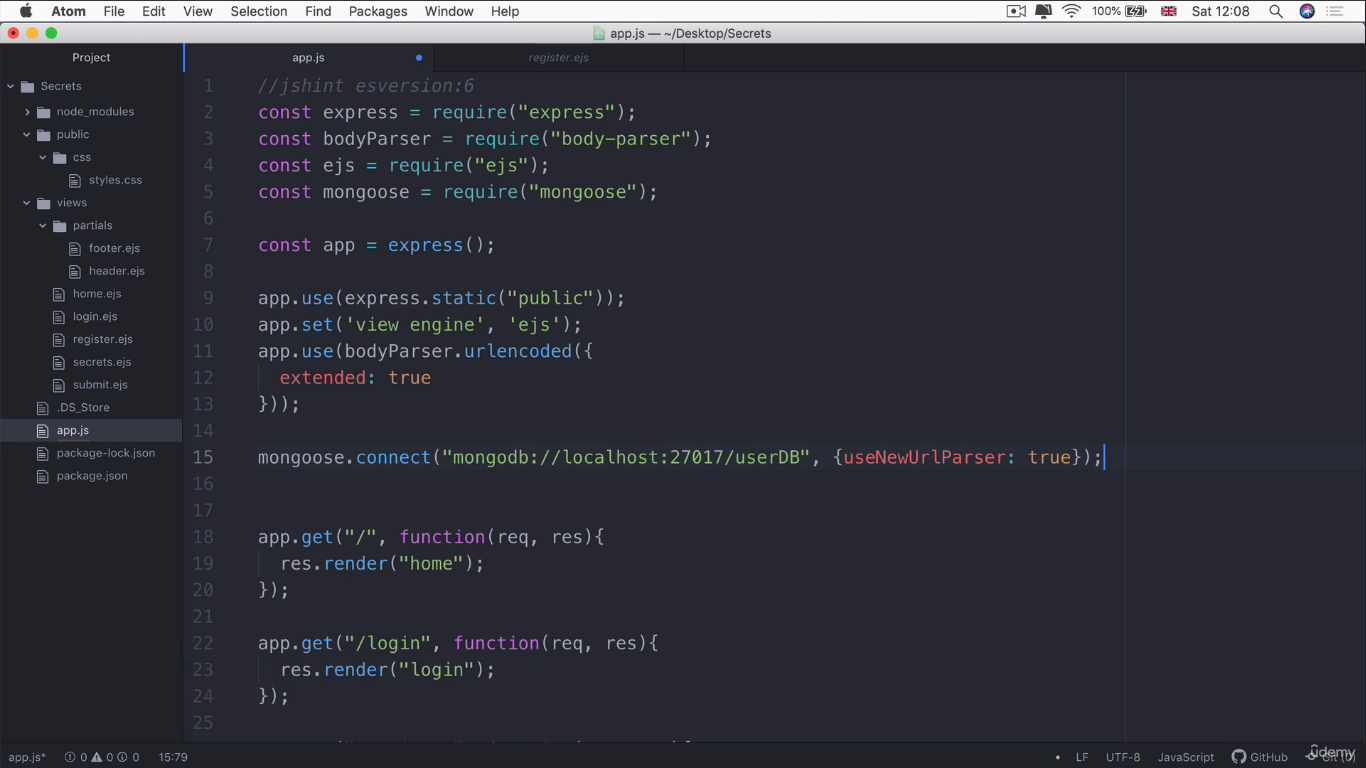 Atom File Edit View Selection Find Packages Window Help 100% Sat 12:08
app.js — ~/Desktop/Secrets
Project app.js register.ejs
Secrets
node_modules
public
css
styles.css
views
partials
footer.ejs
header.ejs
home.ejs
login.ejs
register.ejs
secrets.ejs
submit.ejs
.DS_Store
app.js
package-lock.json
package.json
1 //jshint esversion:6
2 const express = require("express");
3 const bodyParser = require("body-parser");
4 const ejs = require("ejs");
5 const mongoose = require("mongoose");
6
7 const app = express();
8
9 app.use(express.static("public"));
10 app.set('view engine', 'ejs');
11 app.use(bodyParser.urlencoded({
12 extended: true
13 }));
14
15 mongoose.connect("mongodb://localhost:27017/userDB", {useNewUrlParser: true});
16
17
18 app.get("/", function(req, res){
19 res.render("home");
20 });
21
22 app.get("/login", function(req, res){
23 res.render("login");
24 });
25
app.js* 0 0 0 15:79 LF UTF-8 JavaScript GitHub Git (0)
udemy